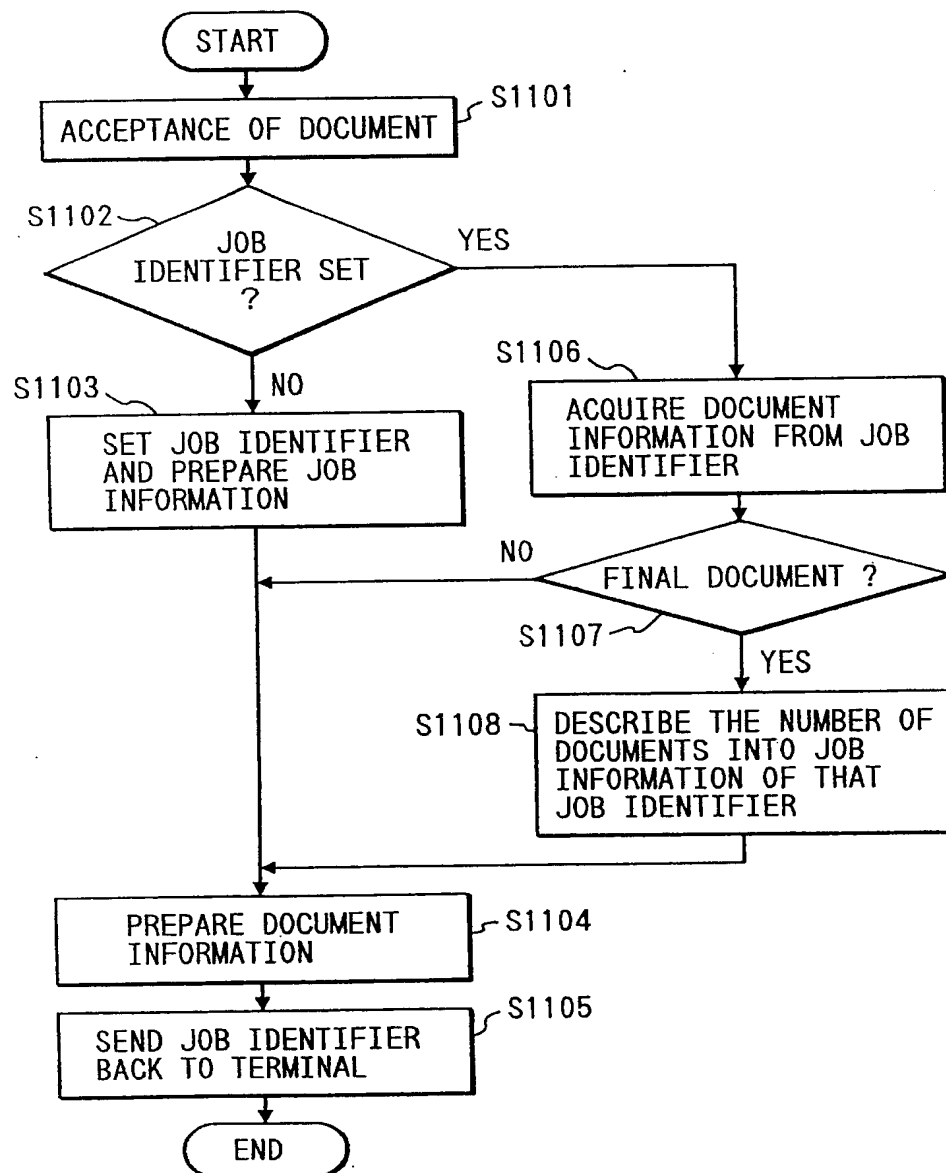 START
S1101
ACCEPTANCE OF DOCUMENT
S1102
JOB
IDENTIFIER SET
?
YES
NO
S1103
SET JOB IDENTIFIER
AND PREPARE JOB
INFORMATION
S1106
ACQUIRE DOCUMENT
INFORMATION FROM JOB
IDENTIFIER
NO
FINAL DOCUMENT ?
S1107
YES
S1108
DESCRIBE THE NUMBER OF
DOCUMENTS INTO JOB
INFORMATION OF THAT
JOB IDENTIFIER
PREPARE DOCUMENT
INFORMATION
S1104
SEND JOB IDENTIFIER
BACK TO TERMINAL
S1105
END